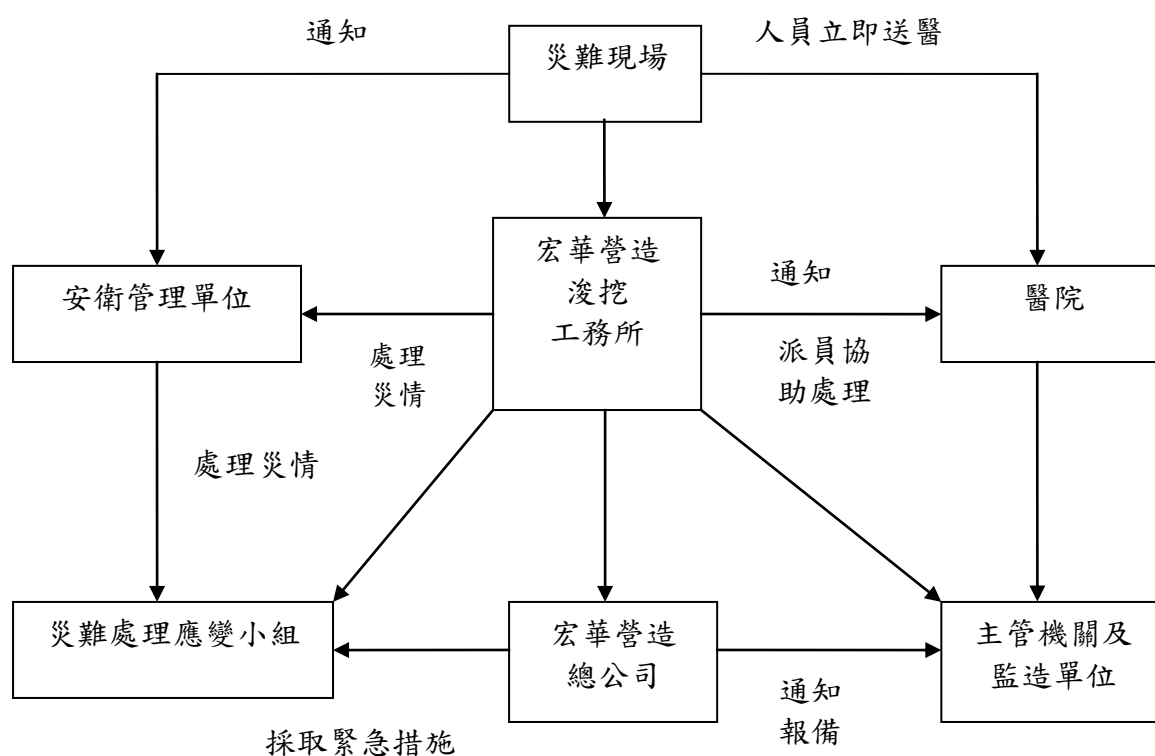 通知
災難現場
人員立即送醫
宏華營造
浚挖
工務所
安衛管理單位
通知
醫院
處理
災情
派員協
助處理
處理災情
災難處理應變小組
宏華營造
總公司
主管機關及
監造單位
通知
報備
採取緊急措施